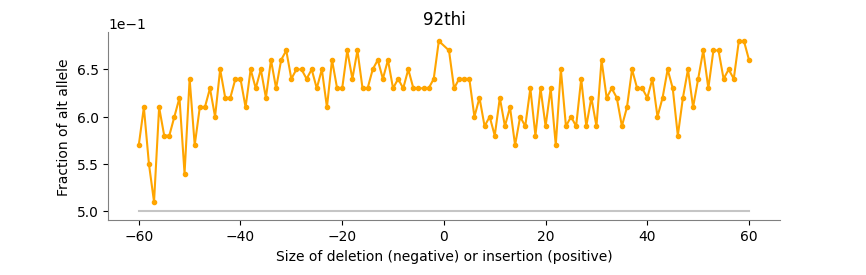 92thi
1e−1
Fraction of alt allele
6.5
6.0
5.5
5.0
−60
−40
−20
0
20
40
60
Size of deletion (negative) or insertion (positive)